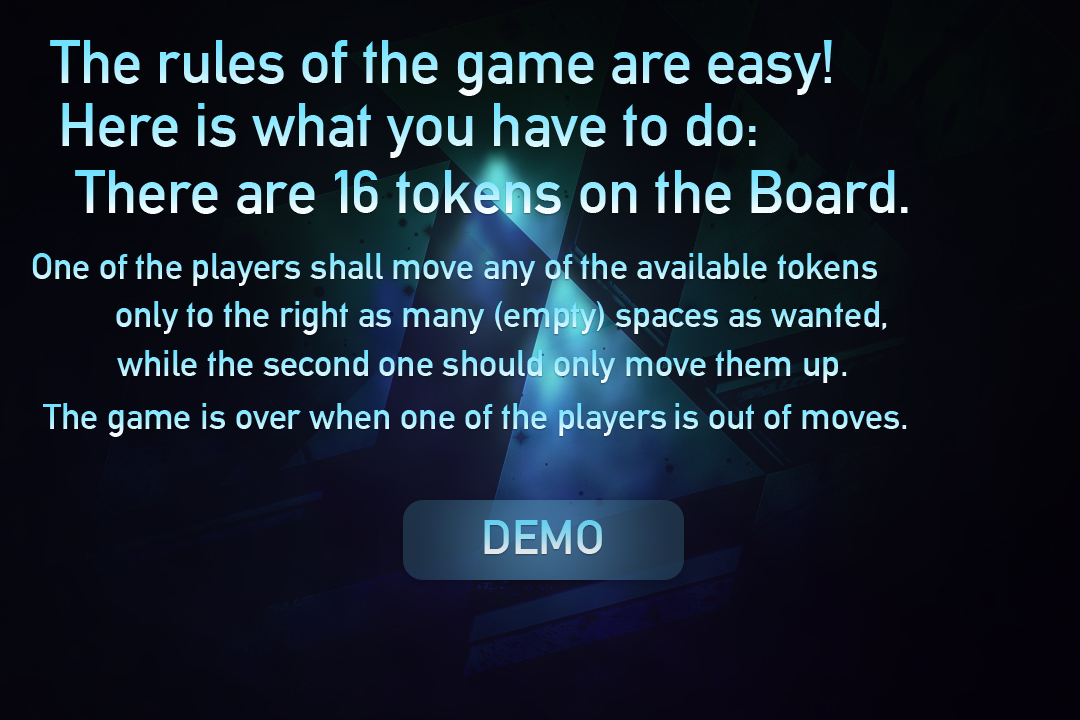 The rules of the game are easy!
Here is what you have to do:
There are 16 tokens on the Board.
One of the players shall move any of the available tokens
only to the right as many (empty) spaces as wanted,
while the second one should only move them up.
The game is over when one of the players is out of moves.
DEMO